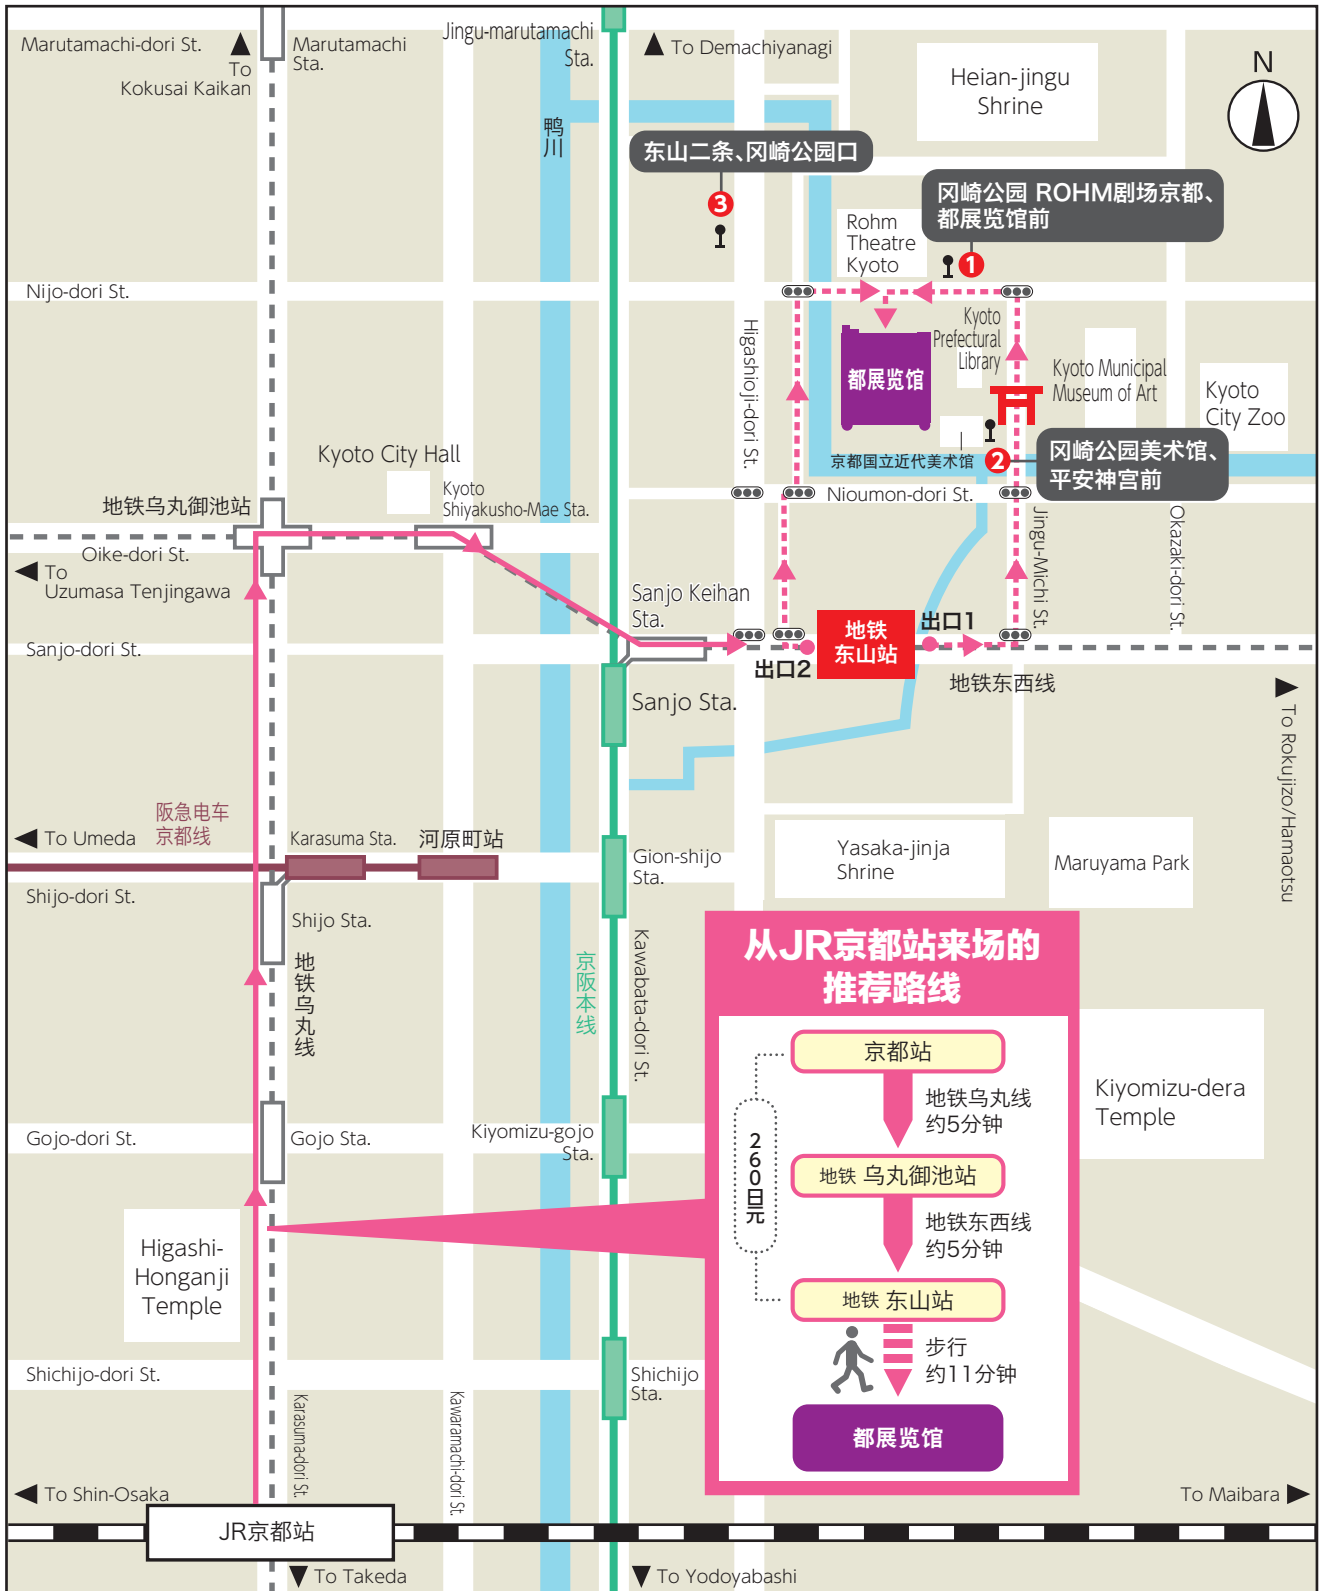 Marutamachi-dori St.
To
Kokusai Kaikan
Marutamachi
Sta.
Jingu-marutamachi
Sta.
To Demachiyanagi
Heian-jingu
Shrine
N
鸭川
东山二条、冈崎公园口
3
冈崎公园 ROHM剧场京都、
都展览馆前
1
Rohm
Theatre
Kyoto
Nijo-dori St.
Higashioji-dori St.
Kyoto
Prefectural
Library
都展览馆
Kyoto Municipal
Museum of Art
Kyoto
City Zoo
京都国立近代美术馆
2
冈崎公园美术馆、
平安神宫前
Kyoto City Hall
Kyoto
Shiyakusho-Mae Sta.
地铁乌丸御池站
Nioumon-dori St.
Jingu-Michi St.
Okazaki-dori St.
Oike-dori St.
To
Uzumasa Tenjingawa
Sanjo Keihan
Sta.
出口1
地铁
东山站
出口2
Sanjo-dori St.
地铁东西线
Sanjo Sta.
To Rokujizo/Hamaotsu
阪急电车
京都线
To Umeda
Karasuma Sta.
河原町站
Gion-shijo
Sta.
Yasaka-jinja
Shrine
Maruyama Park
Shijo-dori St.
Shijo Sta.
地铁乌丸线
京阪本线
Kawabata-dori St.
从JR京都站来场的
推荐路线
京都站
地铁乌丸线
约5分钟
260日元
地铁 乌丸御池站
地铁东西线
约5分钟
地铁 东山站
步行
约11分钟
都展览馆
Kiyomizu-dera
Temple
Gojo-dori St.
Gojo Sta.
Kiyomizu-gojo
Sta.
Higashi-
Honganji
Temple
Shichijo-dori St.
Shichijo
Sta.
Karasuma-dori St.
Kawaramachi-dori St.
To Shin-Osaka
To Maibara
JR京都站
To Takeda
To Yodoyabashi